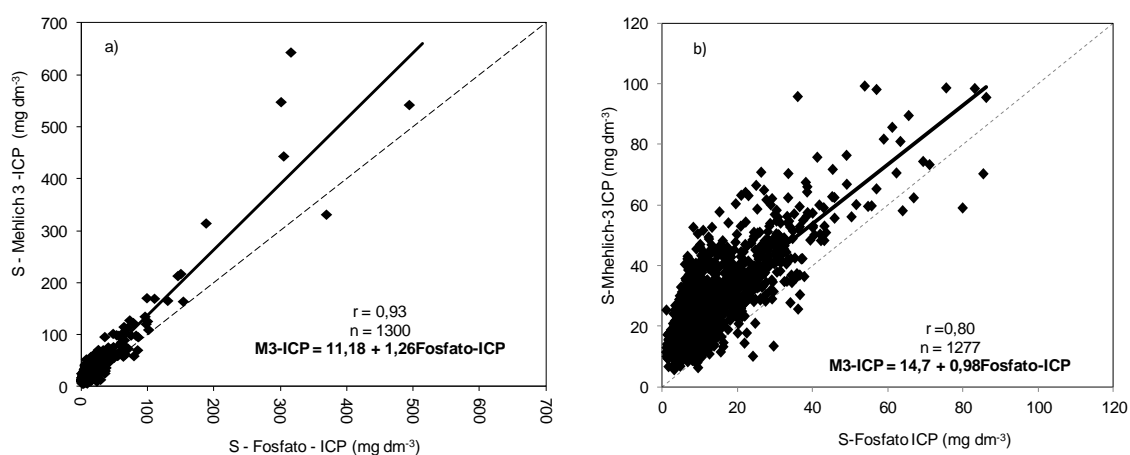 a)
S - Mehlich 3 -ICP (mg dm-3)
700
600
500
400
300
200
100
0
r = 0,93
n = 1300
M3-ICP = 11,18 + 1,26Fosfato-ICP
0
100
200
300
400
500
600
700
S - Fosfato - ICP (mg dm-3)
b)
S-Mhehlich-3 ICP (mg dm-3)
120
100
80
60
40
20
0
r =0,80
n = 1277
M3-ICP = 14,7 + 0,98Fosfato-ICP
0 20 40 60 80 100 120
S-Fosfato ICP (mg dm-3)